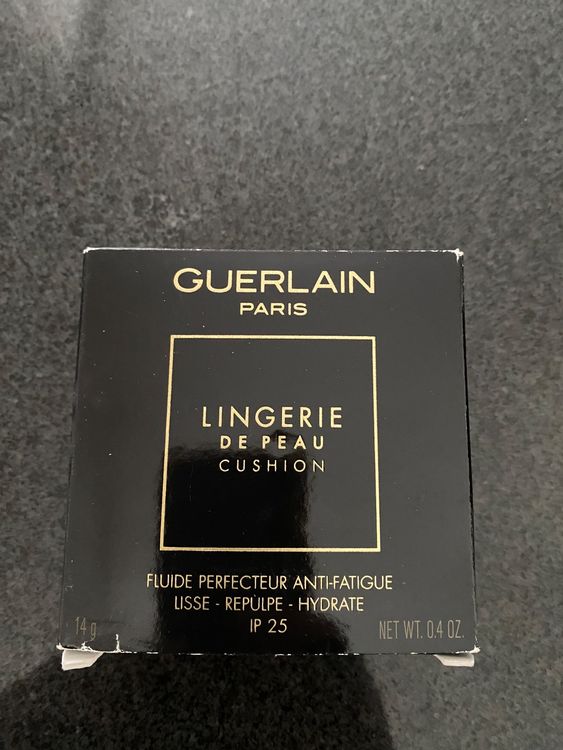 GUERLAIN
PARIS
LINGERIE
DE PEAU
CUSHION
FLUIDE PERFECTEUR ANTI-FATIGUE
LISSE - REPULPE - HYDRATE
14 g IP 25 NET WT. 0.4 OZ.